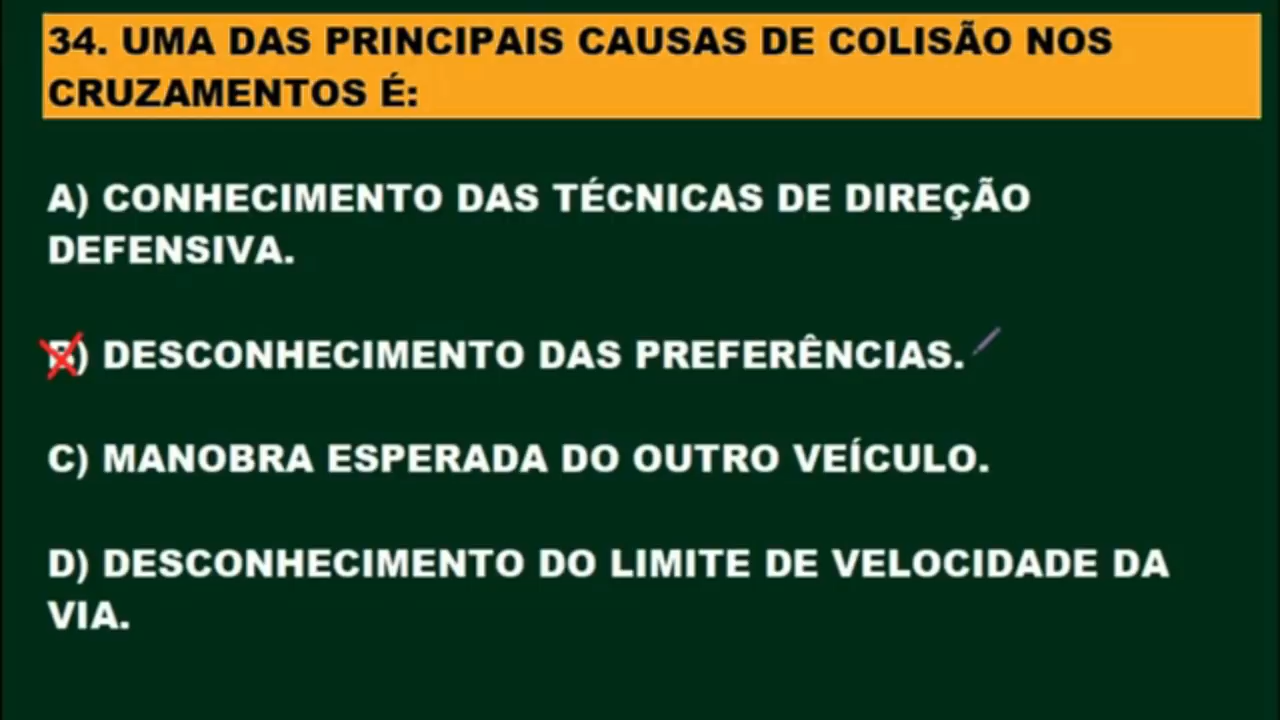 34. UMA DAS PRINCIPAIS CAUSAS DE COLISÃO NOS
CRUZAMENTOS É:
A) CONHECIMENTO DAS TÉCNICAS DE DIREÇÃO
DEFENSIVA.
B) DESCONHECIMENTO DAS PREFERÊNCIAS.
C) MANOBRA ESPERADA DO OUTRO VEÍCULO.
D) DESCONHECIMENTO DO LIMITE DE VELOCIDADE DA
VIA.